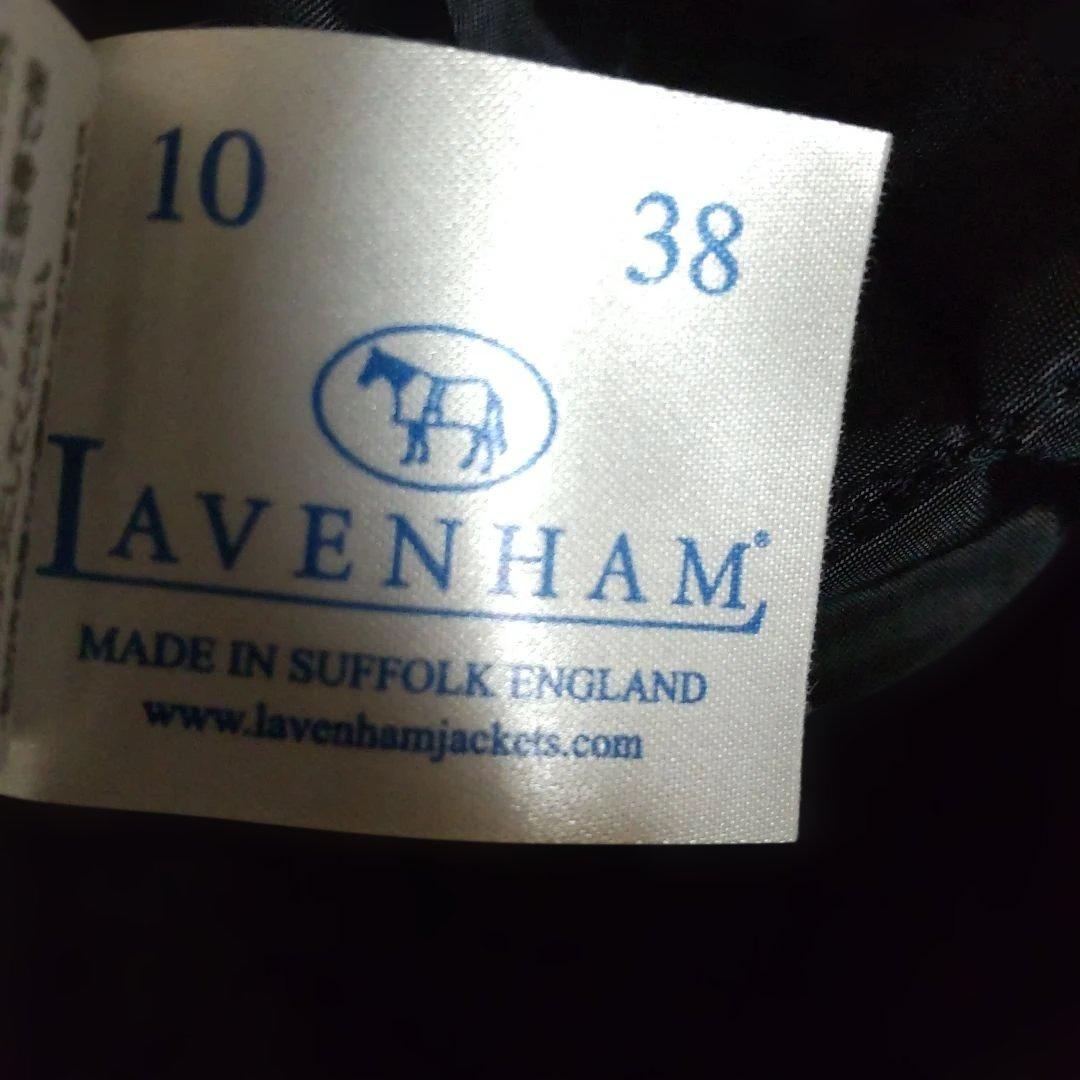 10 38
LAVENHAM®
MADE IN SUFFOLK ENGLAND
www.lavenhamjackets.com